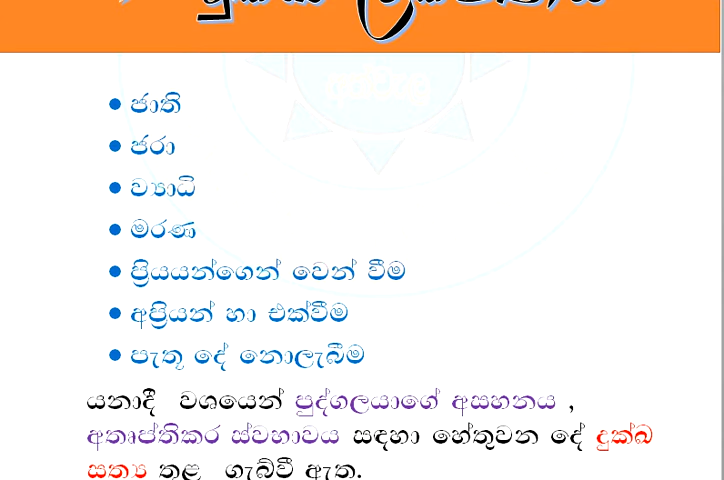 • ජාති
• ජරා
• ව්‍යාධි
• මරණ
• ප්‍රියයන්ගෙන් වෙන් වීම
• අප්‍රියන් හා එක්වීම
• පැතූ දේ නොලැබීම
යනාදී වශයෙන් පුද්ගලයාගේ අසහනය ,
අතෘප්තිකර ස්වභාවය සඳහා හේතුවන දේ දුක්ඛ
සත්‍ය තුළ ගැබ්වී ඇත.